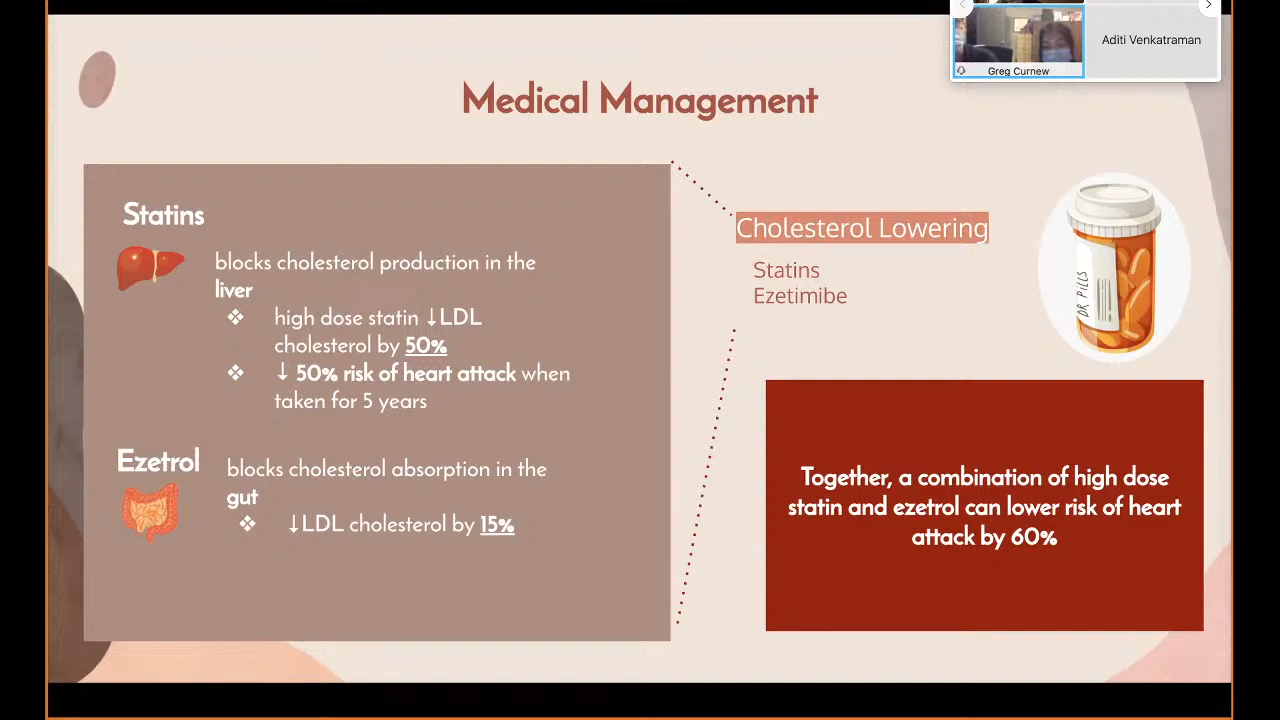 Greg Curnew
Aditi Venkatraman
Medical Management
Statins
blocks cholesterol production in the
liver
❖ high dose statin ↓LDL
cholesterol by 50%
❖ ↓ 50% risk of heart attack when
taken for 5 years
Ezetrol
blocks cholesterol absorption in the
gut
❖ ↓LDL cholesterol by 15%
Cholesterol Lowering
Statins
Ezetimibe
DR PILLS
Together, a combination of high dose
statin and ezetrol can lower risk of heart
attack by 60%